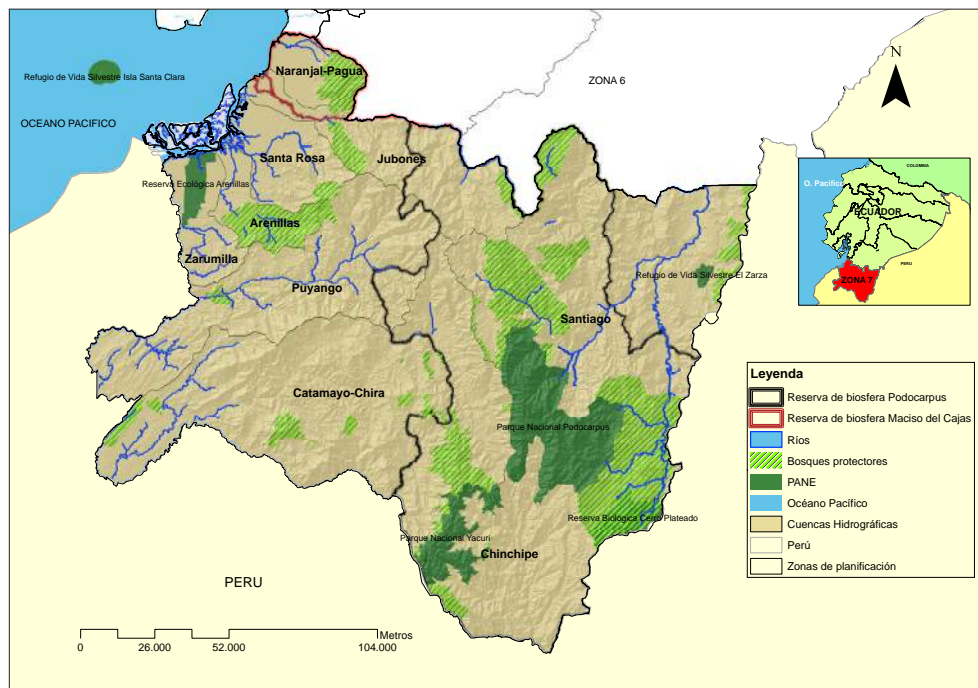 Naranjal-Pagua
Refugio de Vida Silvestre Isla Santa Clara
ZONA 6
N
OCEANO PACIFICO
Santa Rosa
Jubones
Reserva Ecológica Arenillas
Arenillas
Zarumilla
Puyango
Refugio de Vida Silvestre El Zarza
Santiago
Catamayo-Chira
Parque Nacional Podocarpus
Reserva Biológica Cerro Plateado
Parque Nacional Yacuri
Chinchipe
PERU
COLOMBIA
O. Pacífico
ECUADOR
PERU
ZONA 7
Leyenda
Reserva de biosfera Podocarpus
Reserva de biosfera Maciso del Cajas
Ríos
Bosques protectores
PANE
Océano Pacífico
Cuencas Hidrográficas
Perú
Zonas de planificación
Metros
0 26.000 52.000 104.000